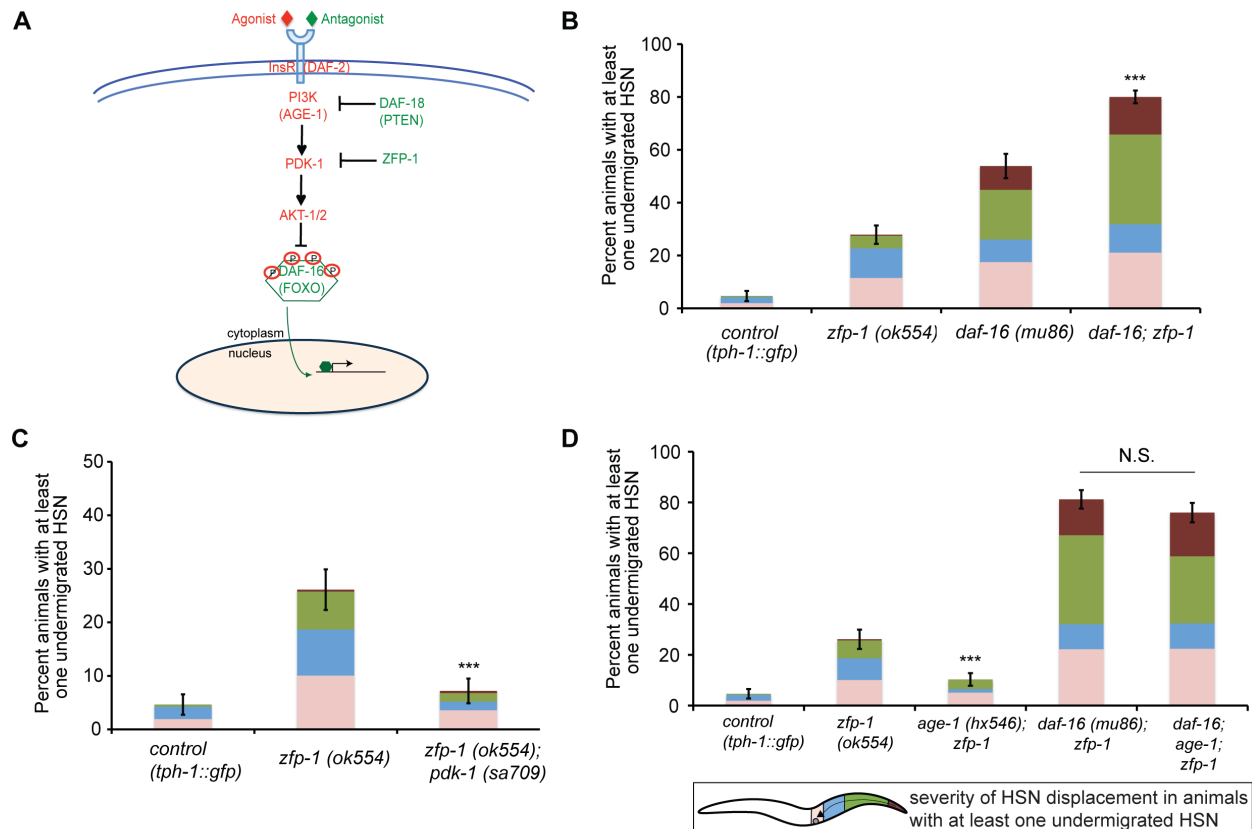 A
Agonist
Antagonist
InsR (DAF-2)
PI3K
(AGE-1)
DAF-18
(PTEN)
PDK-1
ZFP-1
AKT-1/2
P P P P
DAF-16
(FOXO)
cytoplasm
nucleus
B
Percent animals with at least
one undermigrated HSN
100
80
60
40
20
0
***
control
(tph-1::gfp)
zfp-1 (ok554)
daf-16 (mu86)
daf-16; zfp-1
C
Percent animals with at least
one undermigrated HSN
50
40
30
20
10
0
***
control
(tph-1::gfp)
zfp-1 (ok554)
zfp-1 (ok554);
pdk-1 (sa709)
D
Percent animals with at least
one undermigrated HSN
100
80
60
40
20
0
***
N.S.
control
(tph-1::gfp)
zfp-1
(ok554)
age-1 (hx546);
zfp-1
daf-16 (mu86);
zfp-1
daf-16;
age-1;
zfp-1
severity of HSN displacement in animals
with at least one undermigrated HSN